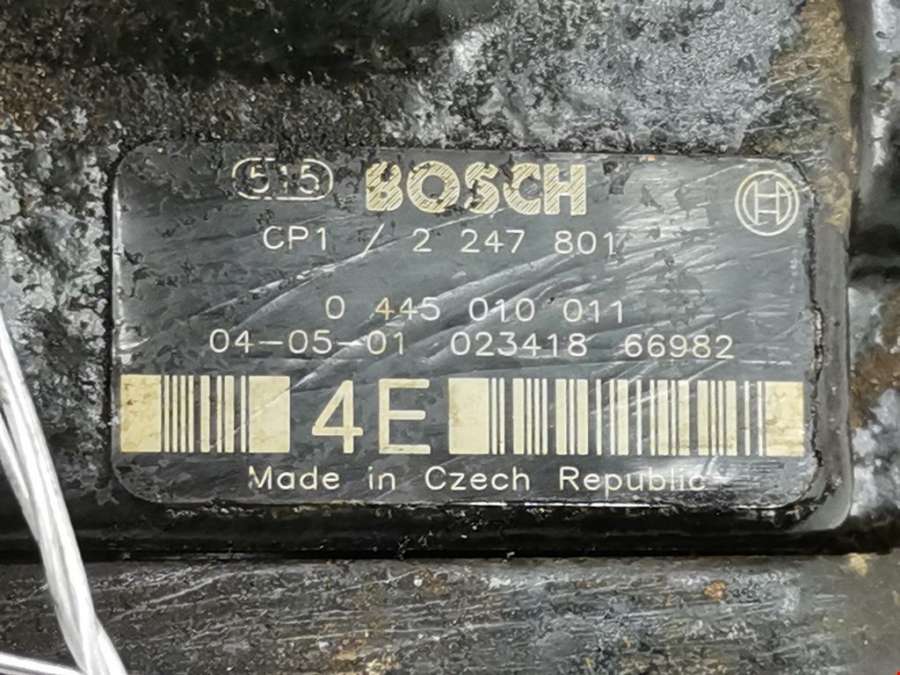 515 BOSCH
CP1 / 2 247 801
0 445 010 011
04-05-01 023418 66982
4E
Made in Czech Republic